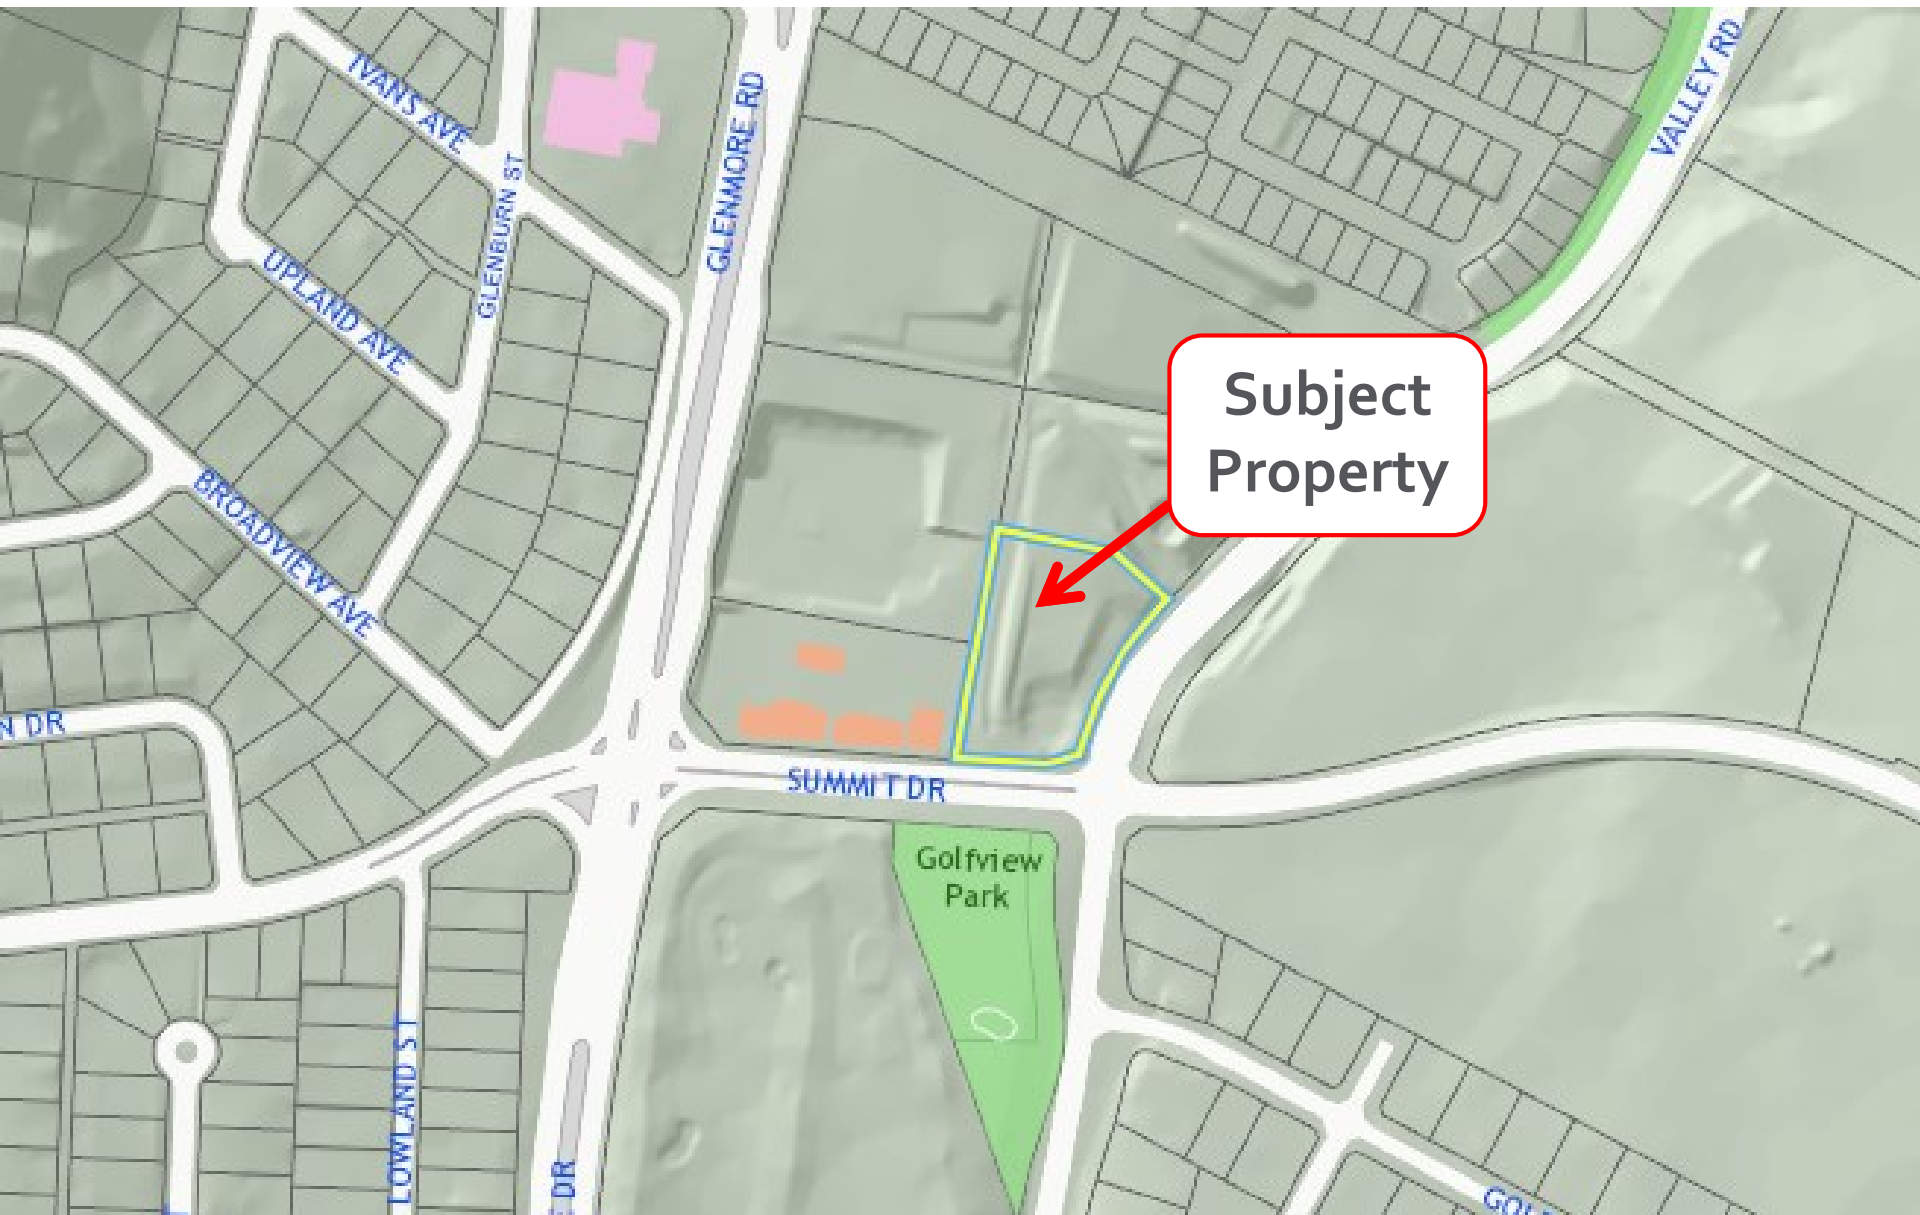 IVANS AVE
GLENMORE RD
VALLEY RD
GLENBURN ST
UPLAND AVE
Subject
Property
BROADVIEW AVE
N DR
SUMMIT DR
Golfview
Park
LOWLAND ST
E DR